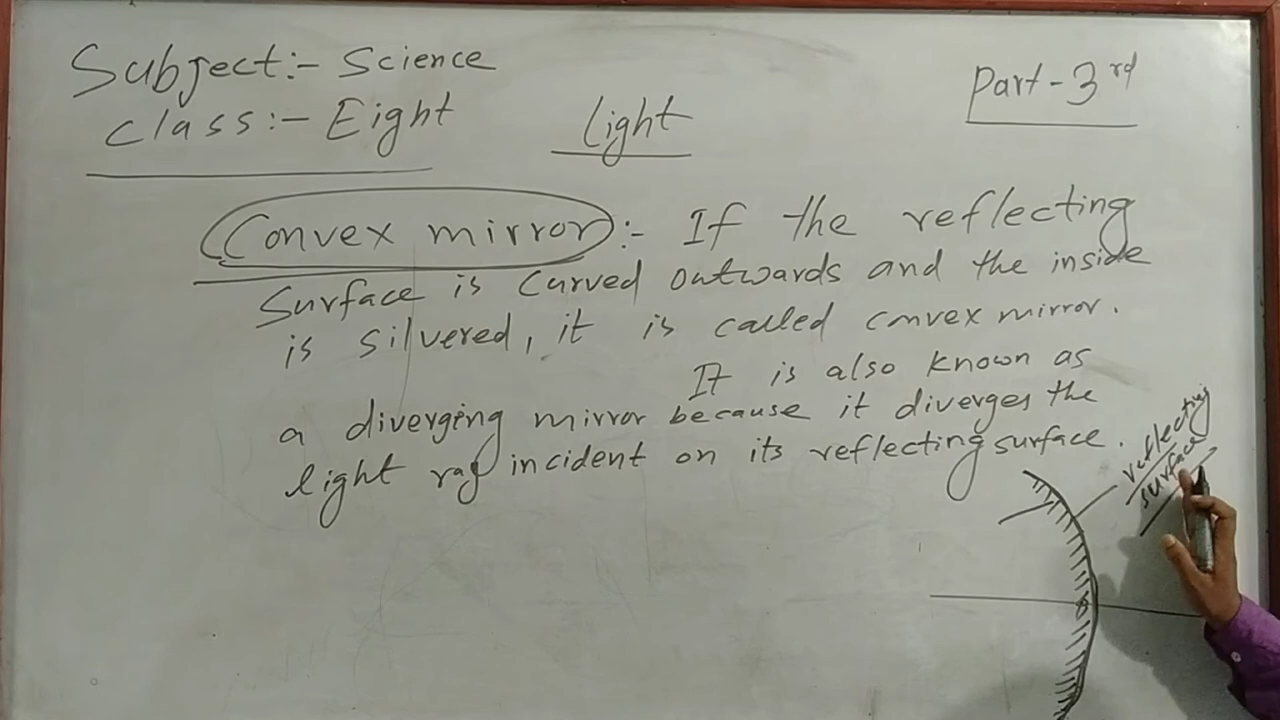 Subject:- Science
Part-3rd
Class:- Eight
Light
Convex mirror:- If the reflecting
Surface is curved outwards and the inside
is silvered, it is called convex mirror.
It is also known as
a diverging mirror because it diverges the
light ray incident on its reflecting surface.
reflecting
surface